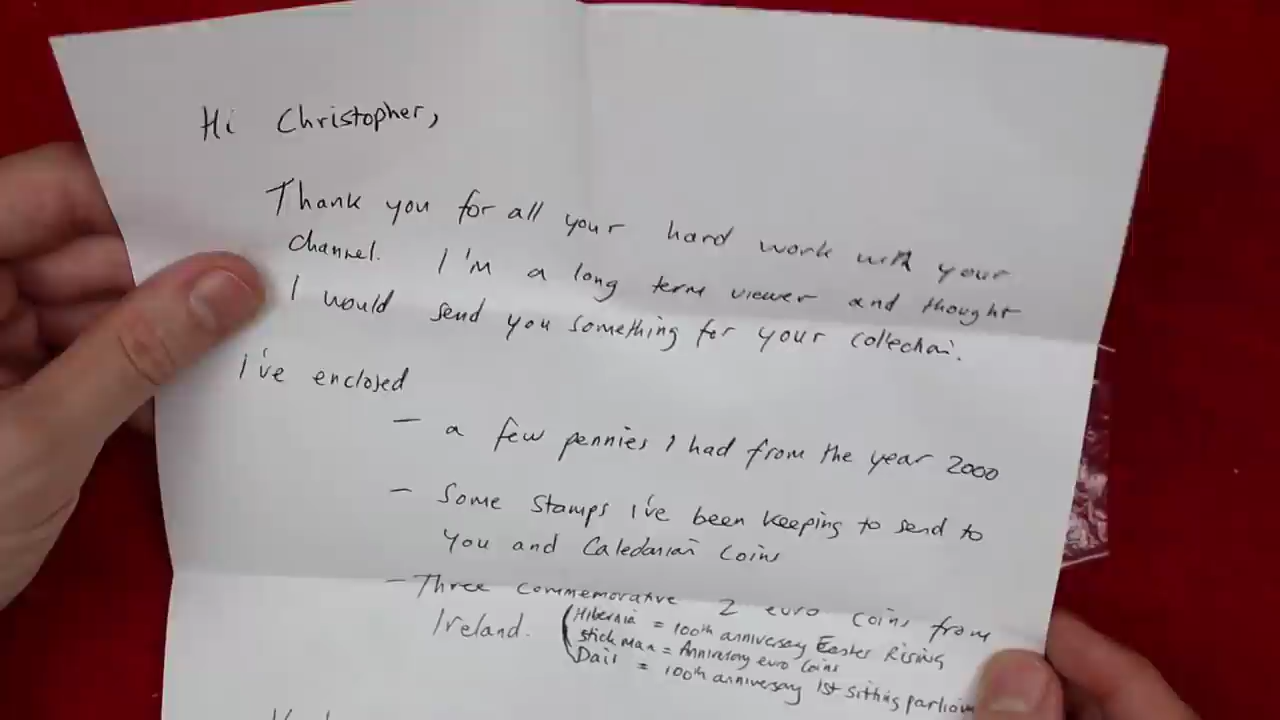 Hi Christopher,
Thank you for all your hard work with your
channel. I'm a long term viewer and thought
I would send you something for your collection.
I've enclosed
- a few pennies I had from the year 2000
- Some stamps I've been keeping to send to
you and Caledonian Coins
- Three commemorative 2 euro coins from
Ireland. (Hibernia = 100th anniversary Easter Rising
stick man = Anniversary euro coins
Dail = 100th anniversay 1st sitting